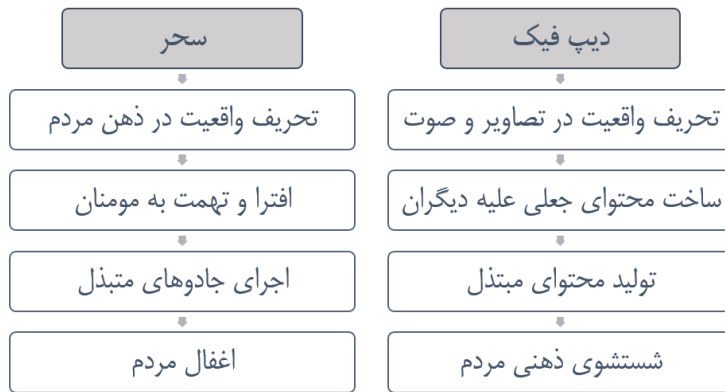 دیپ فیک
تحریف واقعیت در تصاویر و صوت
ساخت محتوای جعلی علیه دیگران
تولید محتوای مبتذل
شستشوی ذهنی مردم
سحر
تحریف واقعیت در ذهن مردم
افترا و تهمت به مومنان
اجرای جادوهای متبذل
اغفال مردم